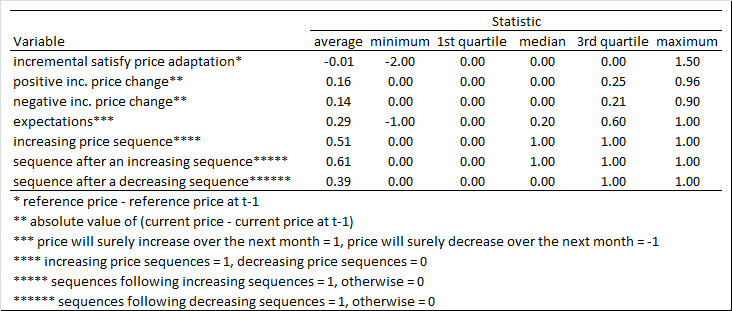 Statistic
Variable average minimum 1st quartile median 3rd quartile maximum
incremental satisfy price adaptation* -0.01 -2.00 0.00 0.00 0.00 1.50
positive inc. price change** 0.16 0.00 0.00 0.00 0.25 0.96
negative inc. price change** 0.14 0.00 0.00 0.00 0.21 0.90
expectations*** 0.29 -1.00 0.00 0.20 0.60 1.00
increasing price sequence**** 0.51 0.00 0.00 1.00 1.00 1.00
sequence after an increasing sequence***** 0.61 0.00 0.00 1.00 1.00 1.00
sequence after a decreasing sequence****** 0.39 0.00 0.00 0.00 1.00 1.00
* reference price - reference price at t-1
** absolute value of (current price - current price at t-1)
*** price will surely increase over the next month = 1, price will surely decrease over the next month = -1
**** increasing price sequences = 1, decreasing price sequences = 0
***** sequences following increasing sequences = 1, otherwise = 0
****** sequences following decreasing sequences = 1, otherwise = 0